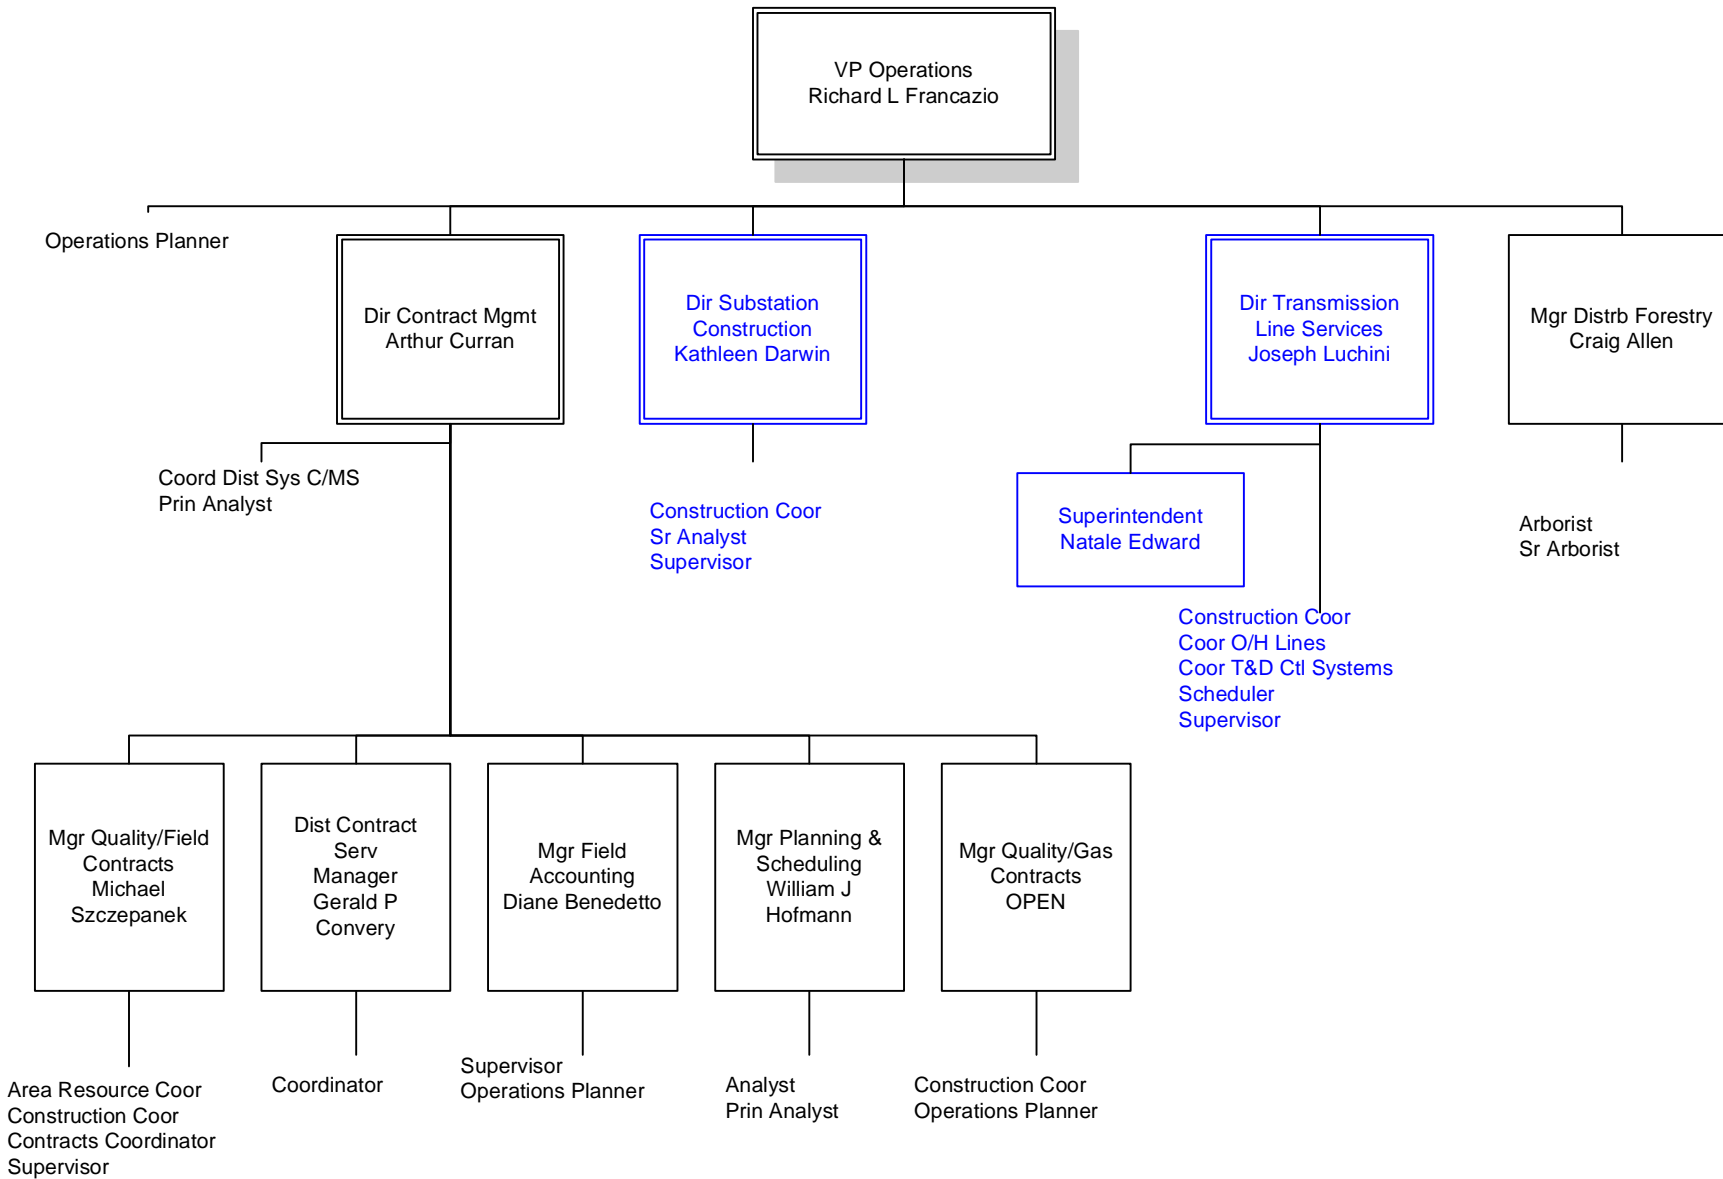 VP Operations
Richard L Francazio
Operations Planner
Dir Contract Mgmt
Arthur Curran
Dir Substation
Construction
Kathleen Darwin
Dir Transmission
Line Services
Joseph Luchini
Mgr Distrb Forestry
Craig Allen
Coord Dist Sys C/MS
Prin Analyst
Construction Coor
Sr Analyst
Supervisor
Superintendent
Natale Edward
Construction Coor
Coor O/H Lines
Coor T&D Ctl Systems
Scheduler
Supervisor
Arborist
Sr Arborist
Mgr Quality/Field
Contracts
Michael
Szczepanek
Dist Contract
Serv
Manager
Gerald P
Convery
Mgr Field
Accounting
Diane Benedetto
Mgr Planning &
Scheduling
William J
Hofmann
Mgr Quality/Gas
Contracts
OPEN
Area Resource Coor
Construction Coor
Contracts Coordinator
Supervisor
Coordinator
Supervisor
Operations Planner
Analyst
Prin Analyst
Construction Coor
Operations Planner